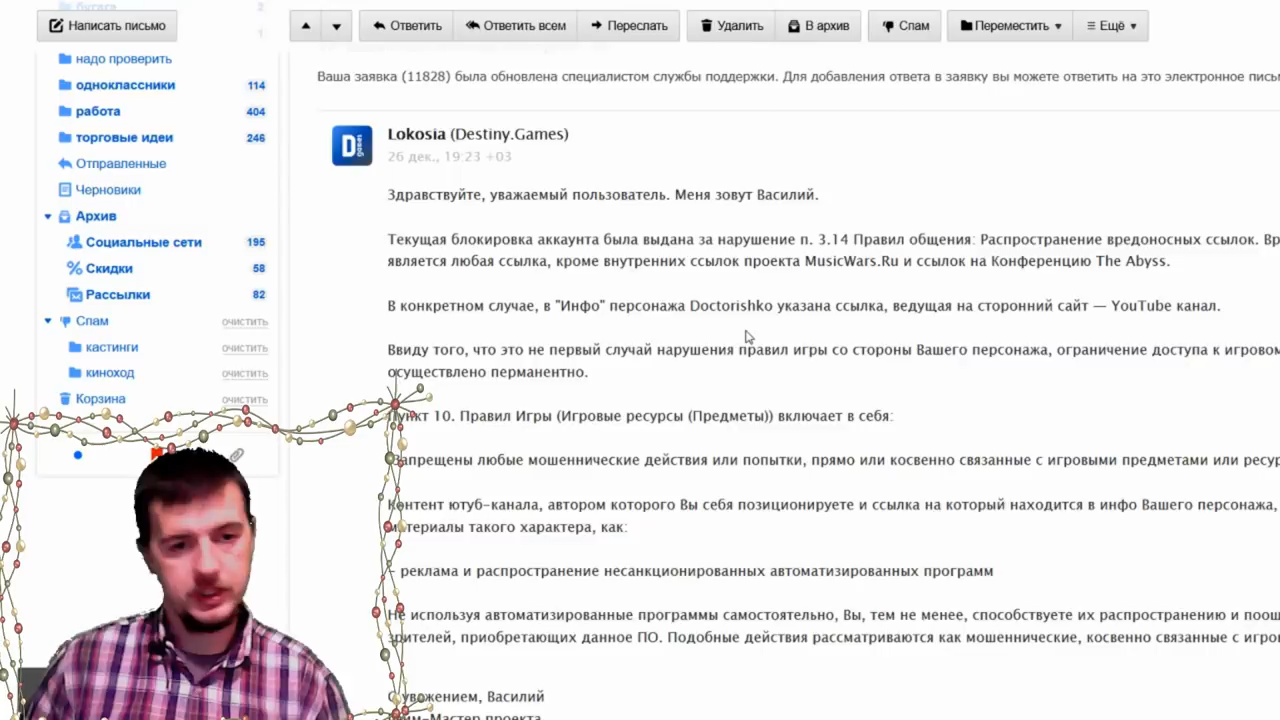 бугага 2
Написать письмо
1
Ответить
Ответить всем
Переслать
Удалить
В архив
Спам
Переместить
Ещё
надо проверить
одноклассники 114
работа 404
торговые идеи 246
Отправленные
Черновики
Архив
Социальные сети 195
Скидки 58
Рассылки 82
Спам очистить
кастинги очистить
киноход очистить
Корзина очистить
Ваша заявка (11828) была обновлена специалистом службы поддержки. Для добавления ответа в заявку вы можете ответить на это электронное
D games
Lokosia (Destiny.Games)
26 дек., 19:23 +03
Здравствуйте, уважаемый пользователь. Меня зовут Василий.
Текущая блокировка аккаунта была выдана за нарушение п. 3.14 Правил общения: Распространение вредоносных ссылок.
является любая ссылка, кроме внутренних ссылок проекта MusicWars.Ru и ссылок на Конференцию The Abyss.
В конкретном случае, в "Инфо" персонажа Doctorishko указана ссылка, ведущая на сторонний сайт — YouTube канал.
Ввиду того, что это не первый случай нарушения правил игры со стороны Вашего персонажа, ограничение доступа к
осуществлено перманентно.
Пункт 10. Правил Игры (Игровые ресурсы (Предметы)) включает в себя:
Запрещены любые мошеннические действия или попытки, прямо или косвенно связанные с игровыми предметами или
Контент ютуб-канала, автором которого Вы себя позиционируете и ссылка на который находится в инфо Вашего персонажа,
материалы такого характера, как:
- реклама и распространение несанкционированных автоматизированных программ
Не используя автоматизированные программы самостоятельно, Вы, тем не менее, способствуете их распространению и
зрителей, приобретающих данное ПО. Подобные действия рассматриваются как мошеннические, косвенно связанные с
С уважением, Василий
проекта